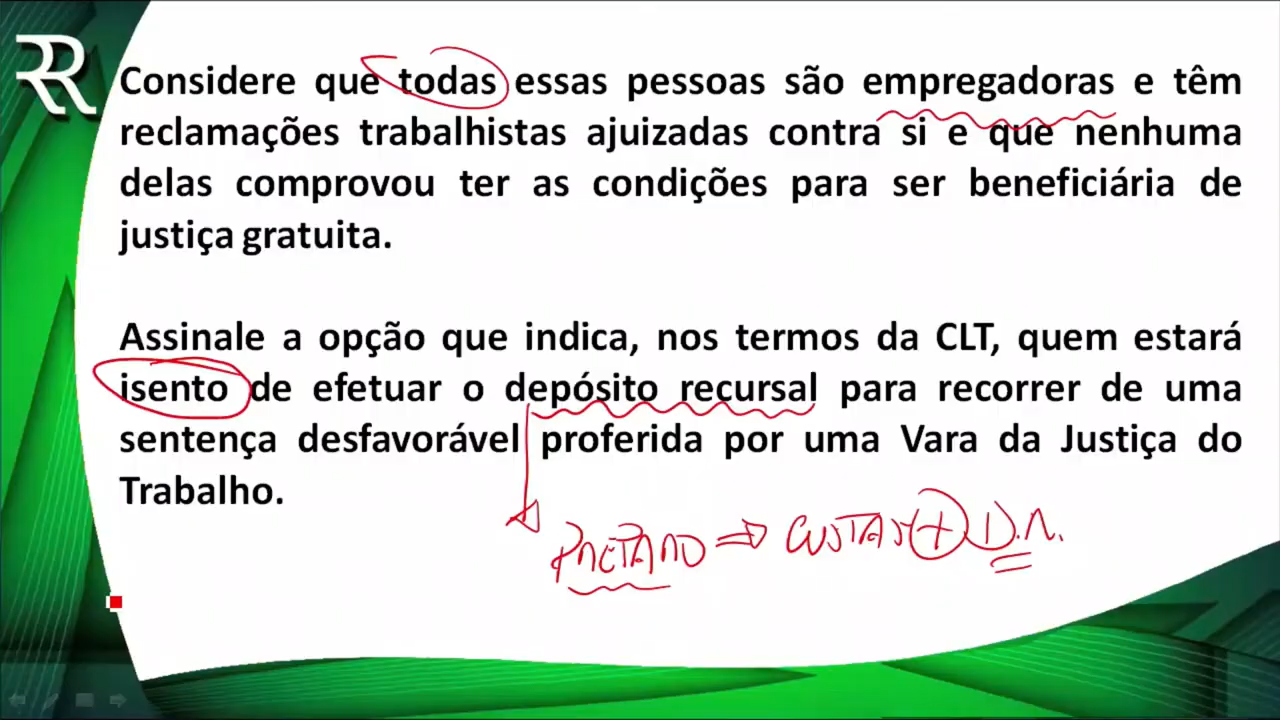 Considere que todas essas pessoas são empregadoras e têm
reclamações trabalhistas ajuizadas contra si e que nenhuma
delas comprovou ter as condições para ser beneficiária de
justiça gratuita.
Assinale a opção que indica, nos termos da CLT, quem estará
isento de efetuar o depósito recursal para recorrer de uma
sentença desfavorável proferida por uma Vara da Justiça do
Trabalho.
CUSTAS + D.R.